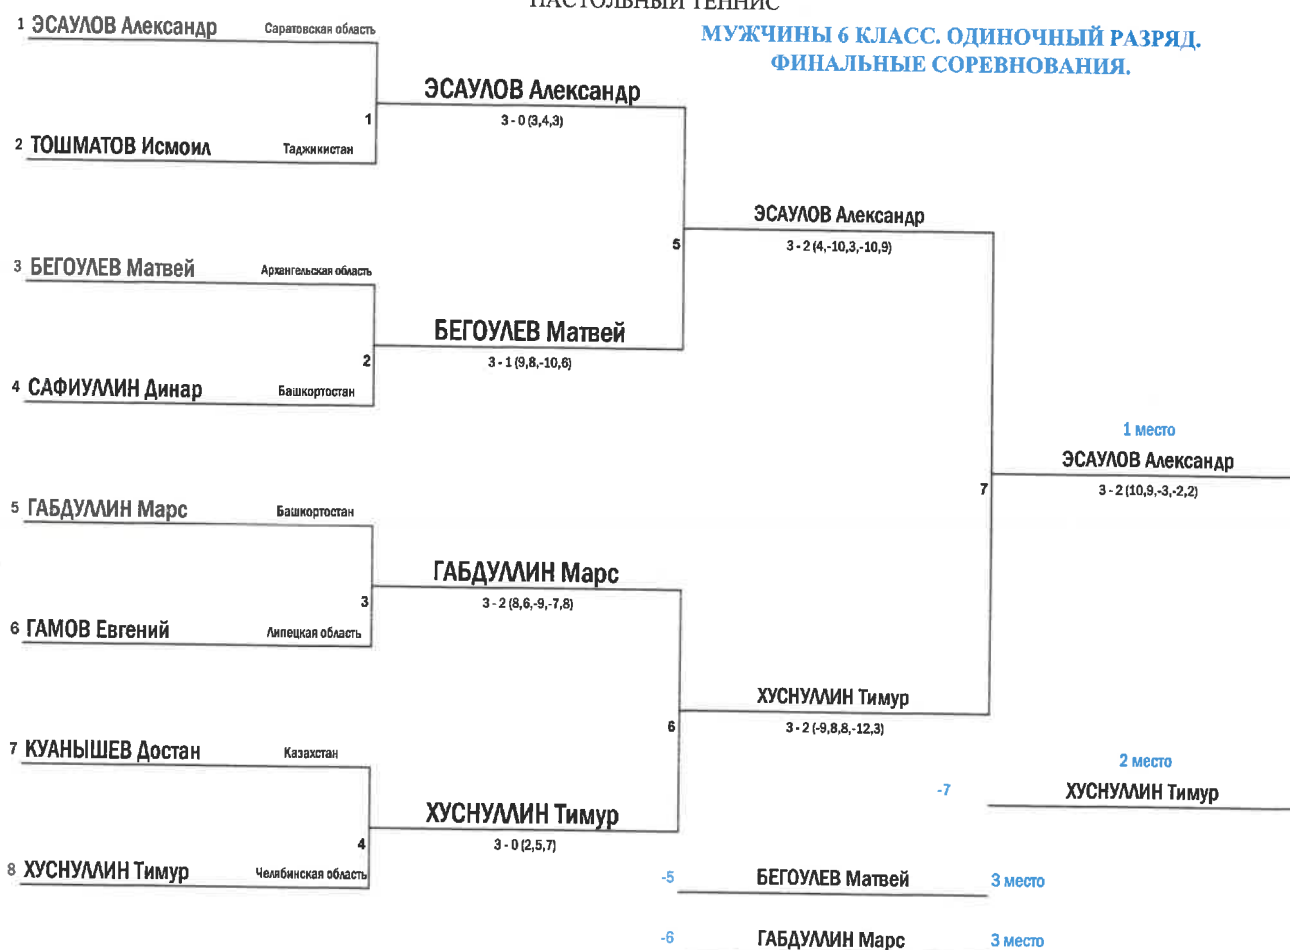 НАСТОЛЬНЫЙ ТЕННИС
МУЖЧИНЫ 6 КЛАСС. ОДИНОЧНЫЙ РАЗРЯД.
ФИНАЛЬНЫЕ СОРЕВНОВАНИЯ.
1 ЭСАУЛОВ Александр Саратовская область
ЭСАУЛОВ Александр
1
3 - 0 (3,4,3)
2 ТОШМАТОВ Исмоил Таджикистан
ЭСАУЛОВ Александр
5
3 - 2 (4,-10,3,-10,9)
3 БЕГОУЛЕВ Матвей Архангельская область
БЕГОУЛЕВ Матвей
2
3 - 1 (9,8,-10,6)
4 САФИУЛЛИН Динар Башкортостан
1 место
ЭСАУЛОВ Александр
7
3 - 2 (10,9,-3,-2,2)
5 ГАБДУЛЛИН Марс Башкортостан
ГАБДУЛЛИН Марс
3
3 - 2 (8,6,-9,-7,8)
6 ГАМОВ Евгений Липецкая область
ХУСНУЛЛИН Тимур
6
3 - 2 (-9,8,8,-12,3)
7 КУАНЫШЕВ Достан Казахстан
2 место
-7 ХУСНУЛЛИН Тимур
ХУСНУЛЛИН Тимур
4
3 - 0 (2,5,7)
8 ХУСНУЛЛИН Тимур Челябинская область
-5 БЕГОУЛЕВ Матвей 3 место
-6 ГАБДУЛЛИН Марс 3 место